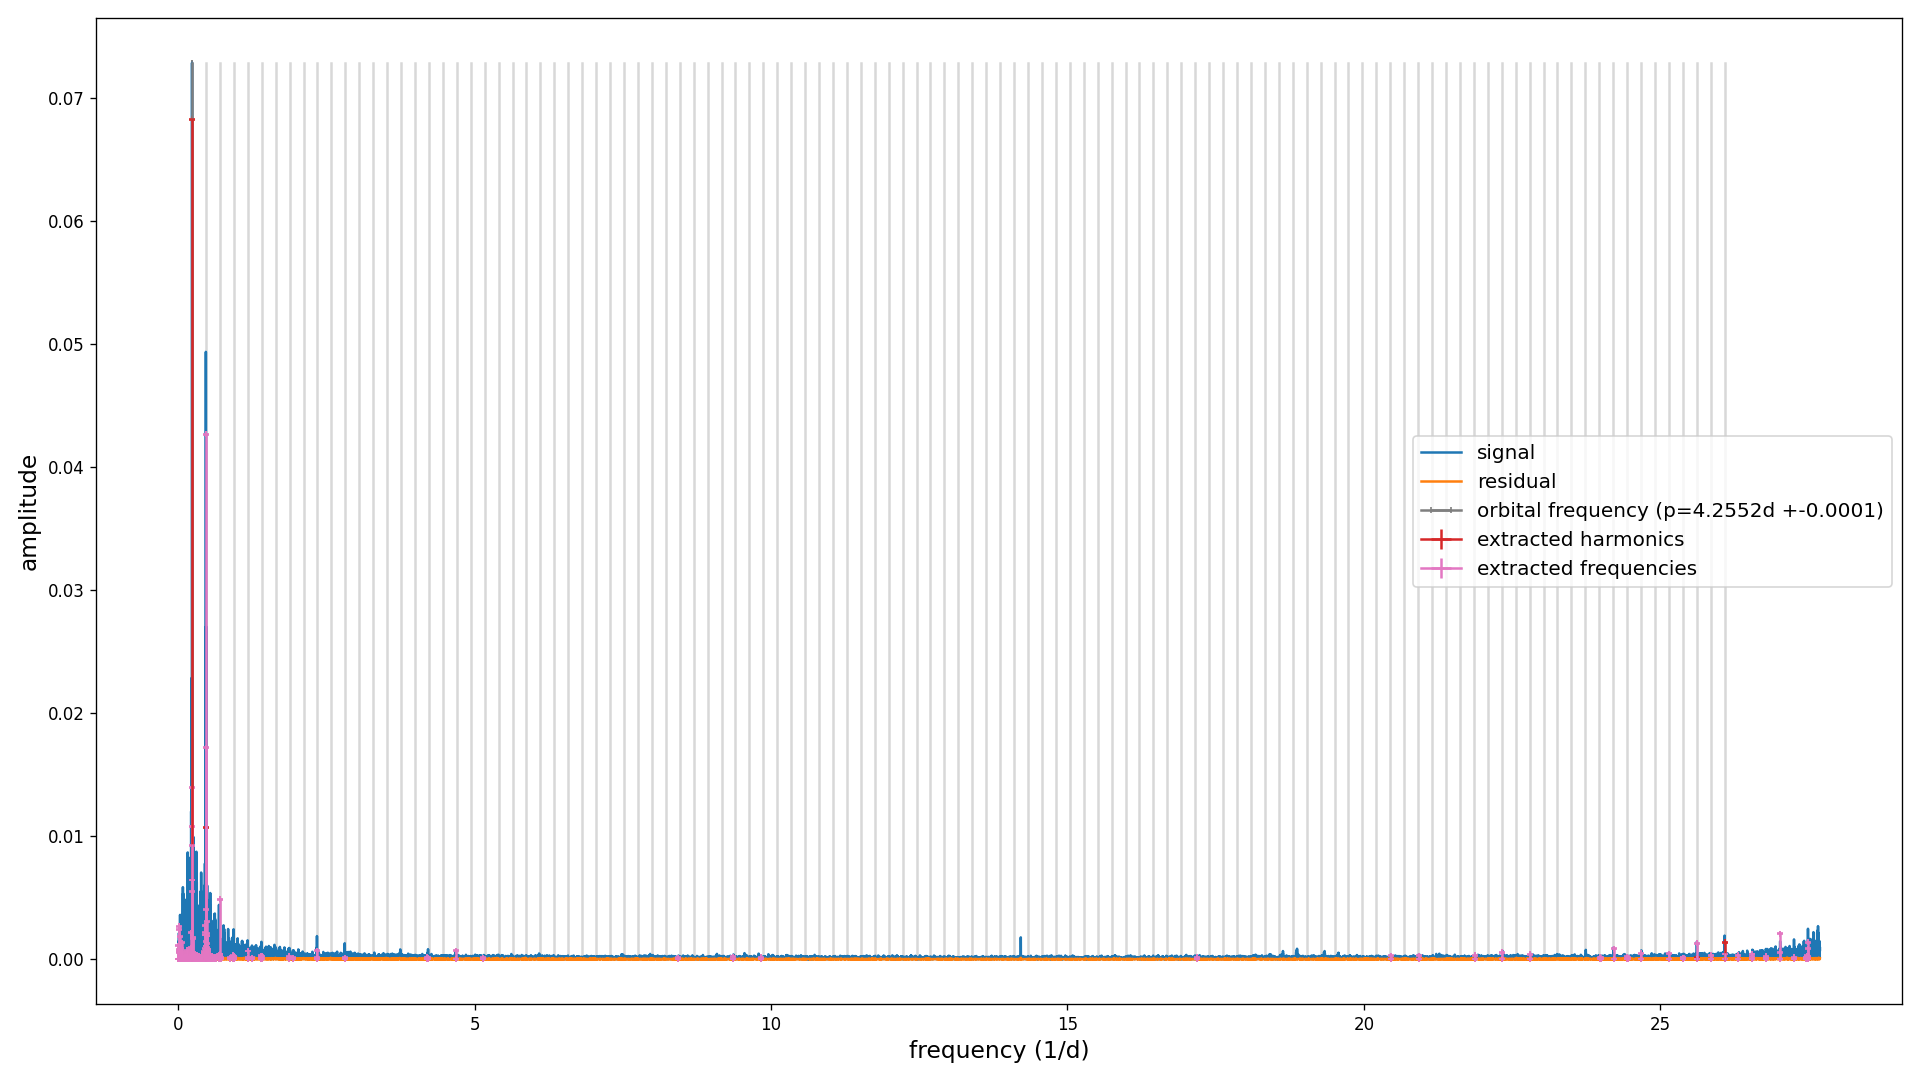 0.07
0.06
0.05
0.04
0.03
0.02
0.01
0.00
amplitude
signal
residual
orbital frequency (p=4.2552d +-0.0001)
extracted harmonics
extracted frequencies
0 5 10 15 20 25
frequency (1/d)